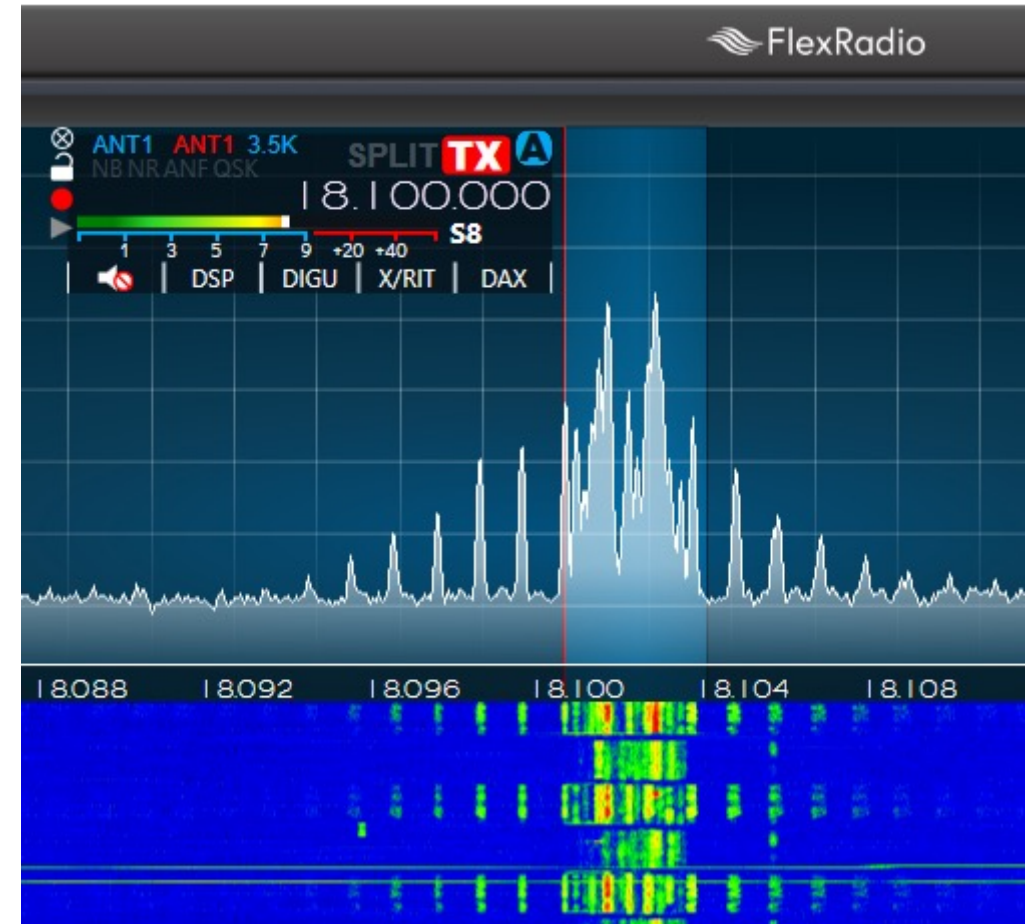 FlexRadio
ANT1 ANT1 3.5K SPLIT TX A
NB NR ANF QSK
18.100.000
S8
1 3 5 7 9 +20 +40
DSP DIGU X/RIT DAX
18.088 18.092 18.096 18.100 18.104 18.108